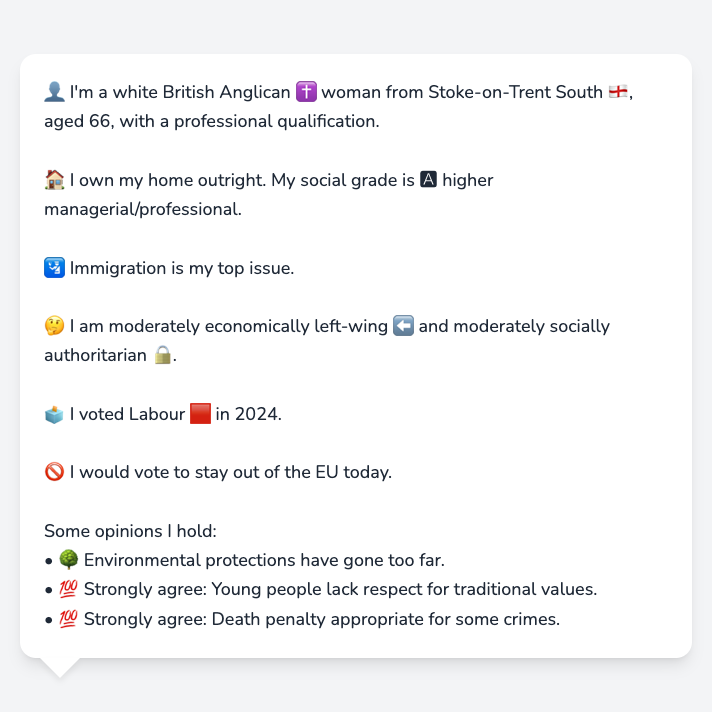 👤 I'm a white British Anglican ✝️ woman from Stoke-on-Trent South 🏴󠁧󠁢󠁥󠁮󠁧󠁿,
aged 66, with a professional qualification.
🏠 I own my home outright. My social grade is 🅰 higher
managerial/professional.
🛂 Immigration is my top issue.
🤔 I am moderately economically left-wing ⬅️ and moderately socially
authoritarian 🔒.
🗳️ I voted Labour 🟥 in 2024.
🚫 I would vote to stay out of the EU today.
Some opinions I hold:
• 🌳 Environmental protections have gone too far.
• 💯 Strongly agree: Young people lack respect for traditional values.
• 💯 Strongly agree: Death penalty appropriate for some crimes.